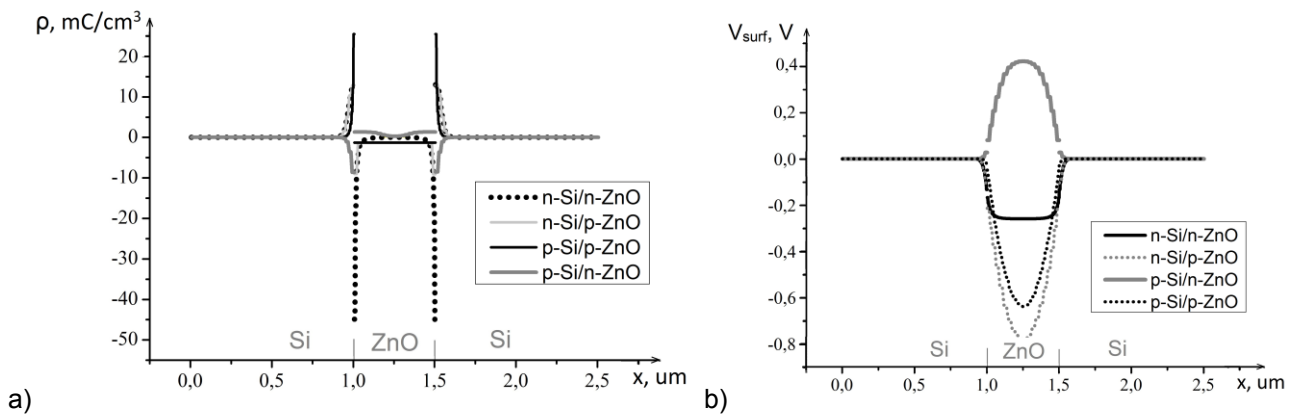 ρ, mC/cm³
20
10
0
-10
-20
-30
-40
-50
n-Si/n-ZnO
n-Si/p-ZnO
p-Si/p-ZnO
p-Si/n-ZnO
Si
ZnO
Si
0,0
0,5
1,0
1,5
2,0
2,5
x, um
a)
Vsurf, V
0,4
0,2
0,0
-0,2
-0,4
-0,6
-0,8
n-Si/n-ZnO
n-Si/p-ZnO
p-Si/n-ZnO
p-Si/p-ZnO
Si
ZnO
Si
0,0
0,5
1,0
1,5
2,0
2,5
x, um
b)